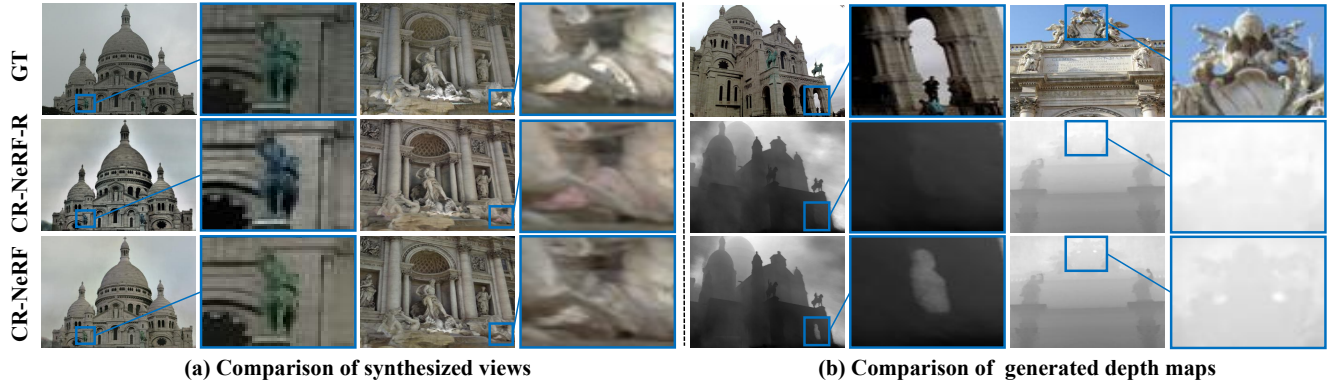 GT
CR-NeRF-R
CR-NeRF
(a) Comparison of synthesized views
(b) Comparison of generated depth maps